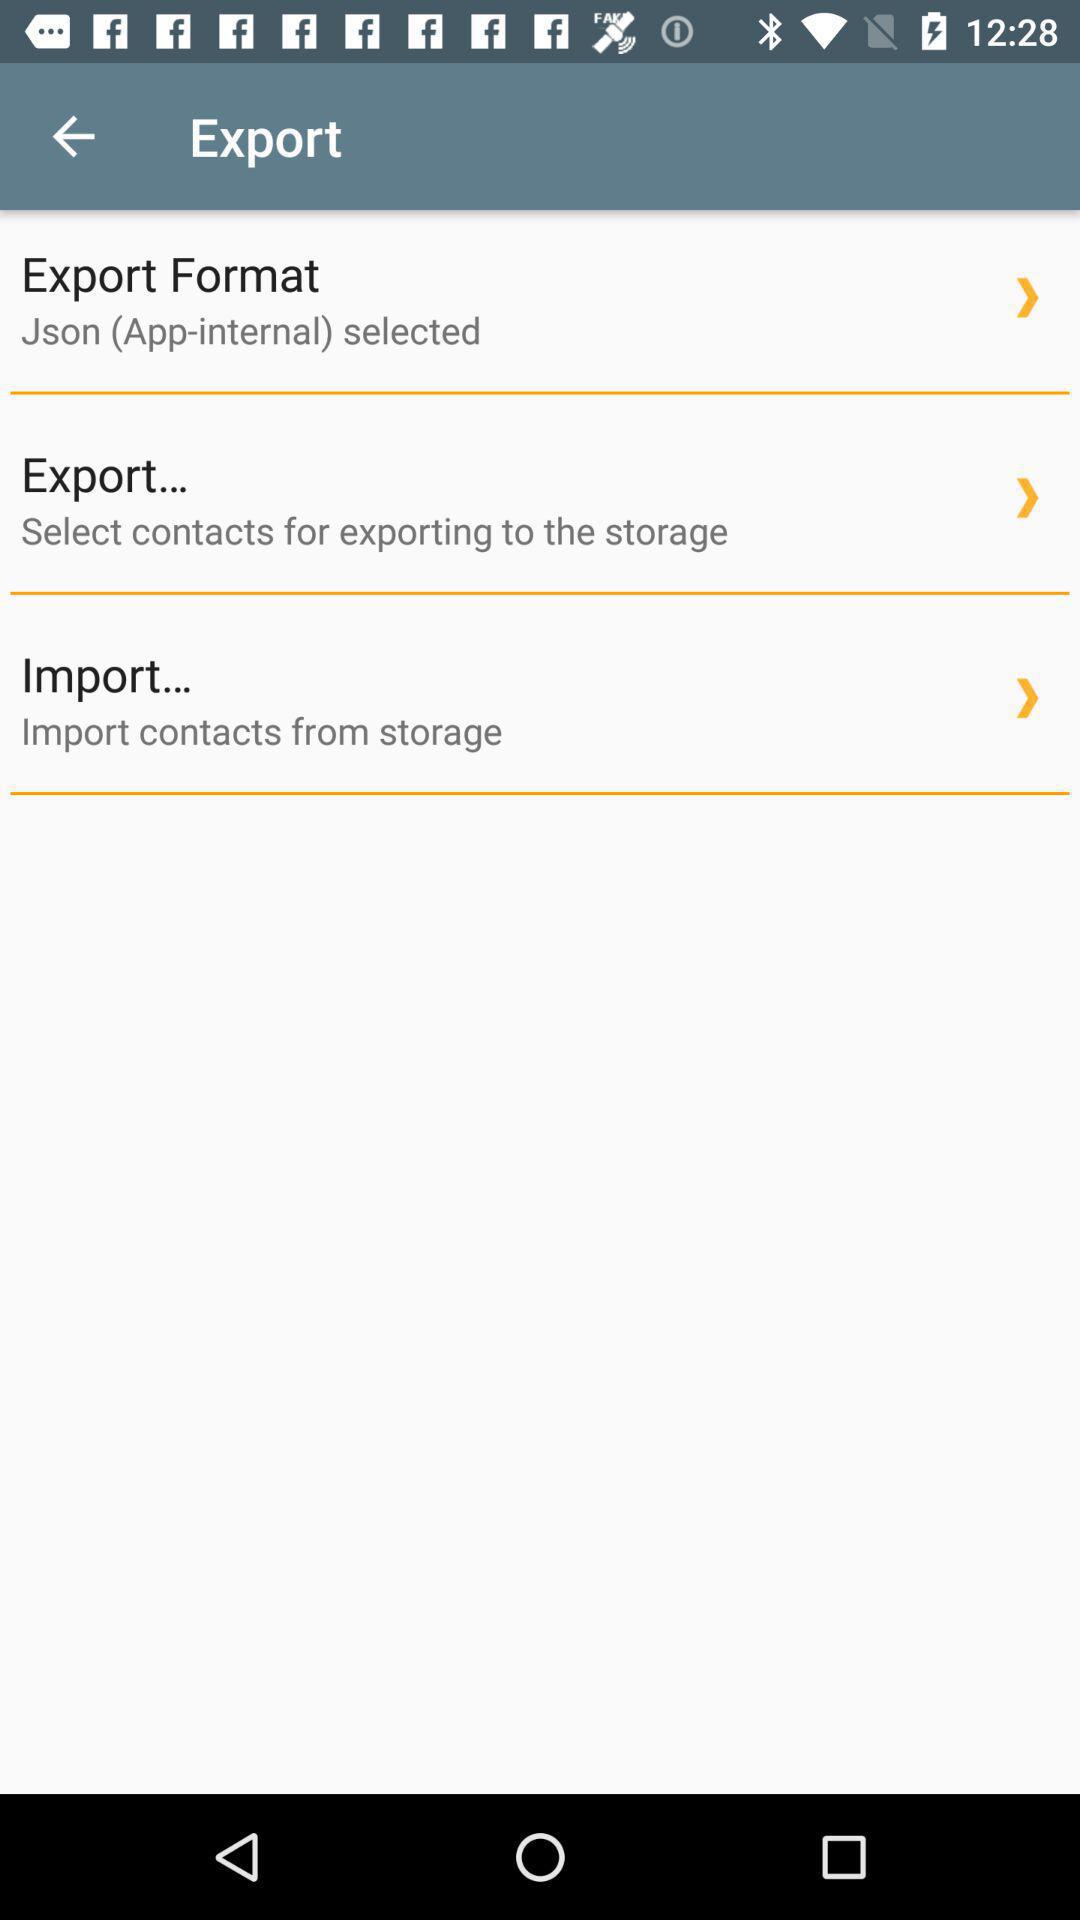 FAKE
12:28
Export
Export Format
Json (App-internal) selected
Export...
Select contacts for exporting to the storage
Import...
Import contacts from storage